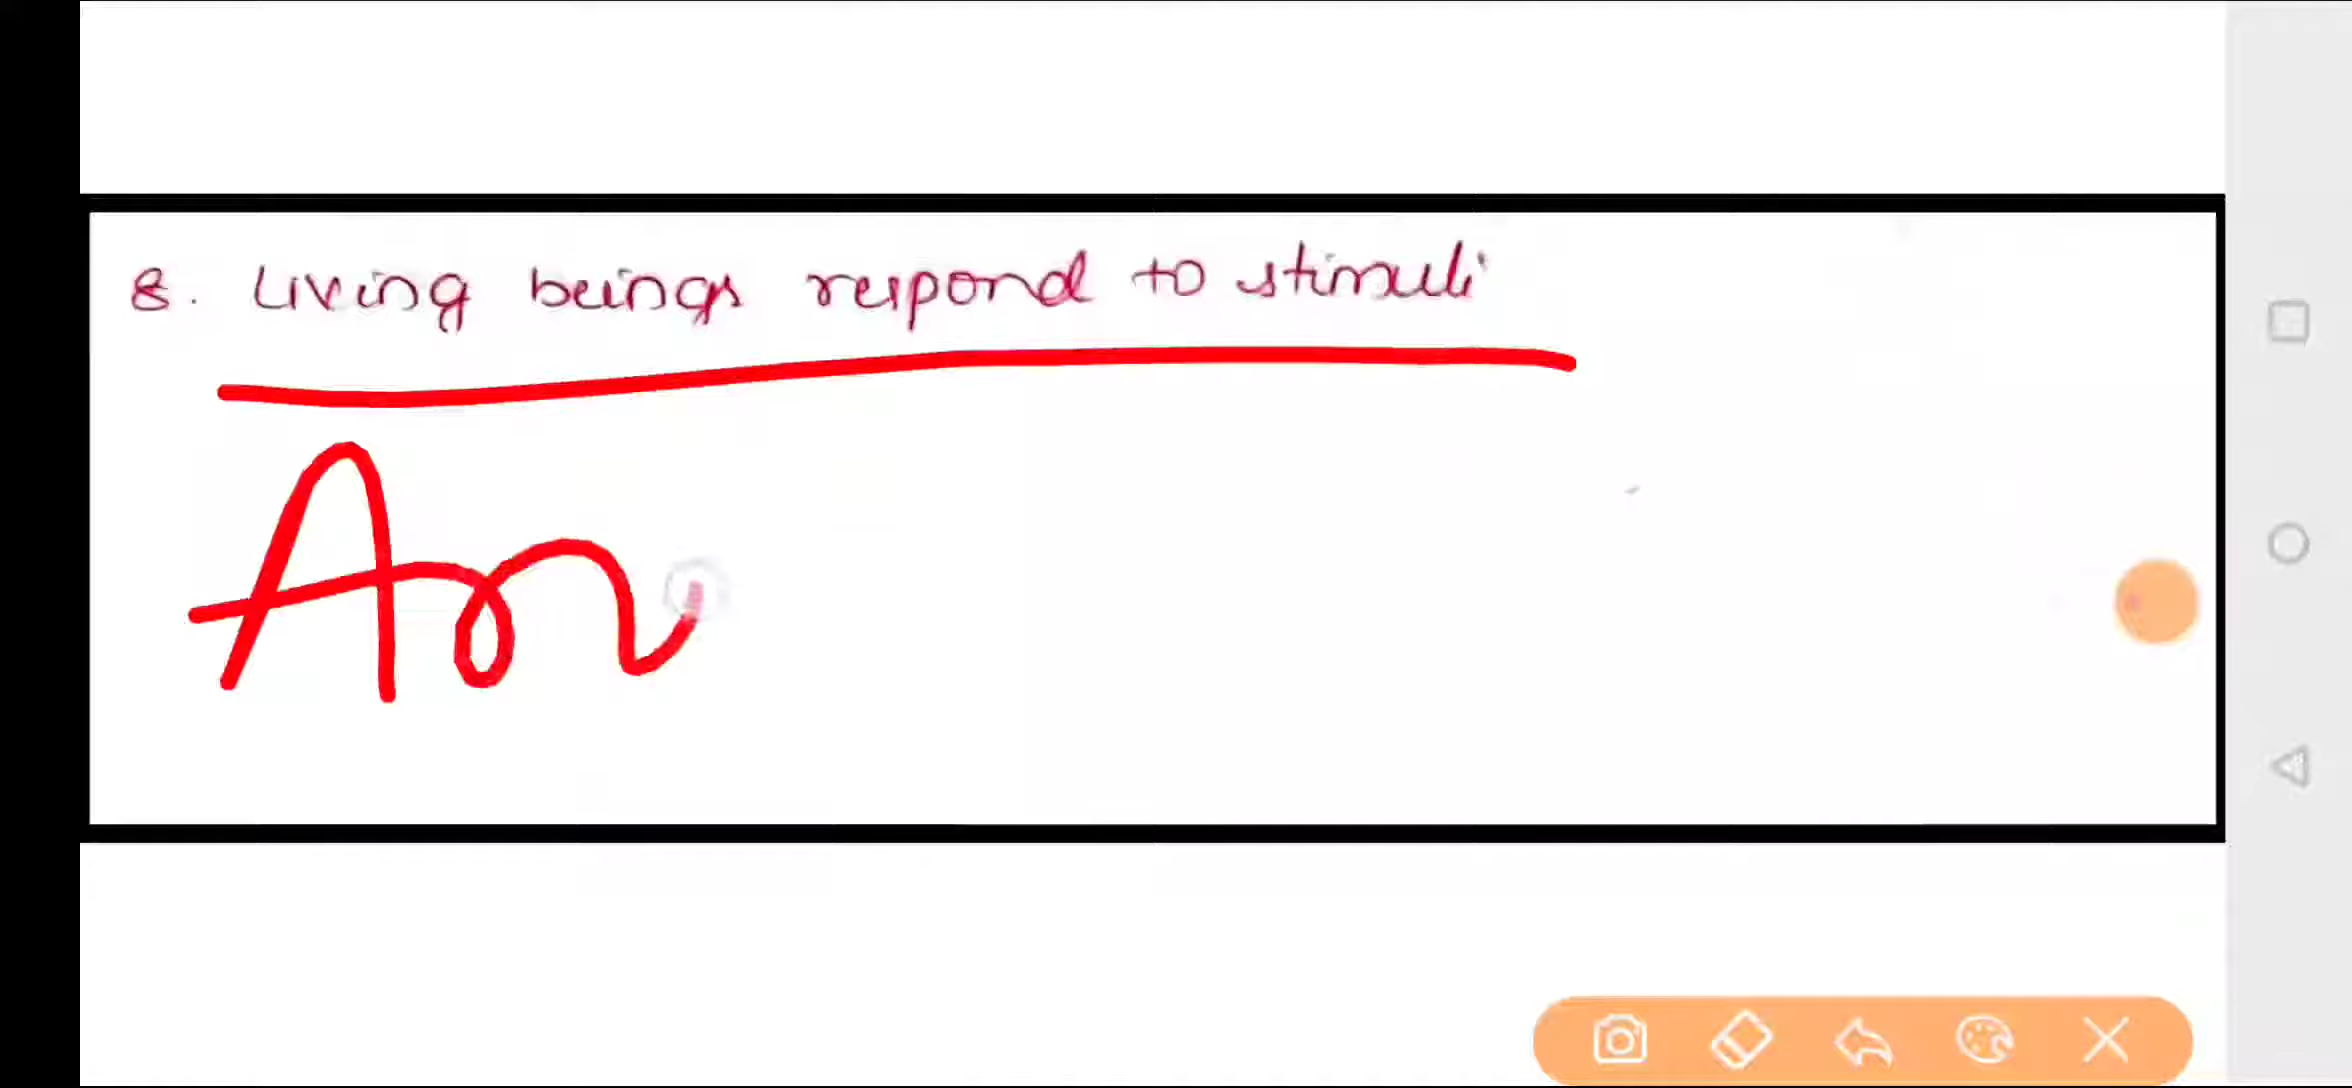 8. Living beings respond to stimuli
An